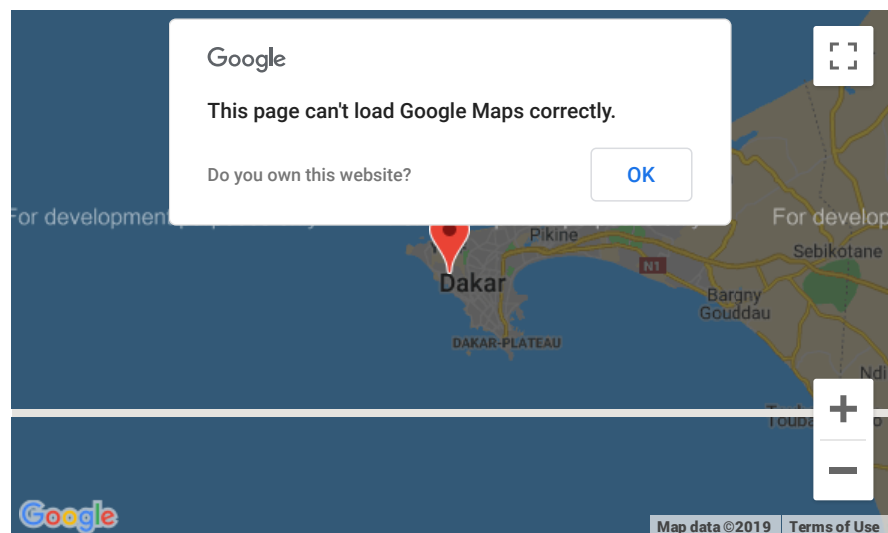 Google
This page can't load Google Maps correctly.
Do you own this website?
OK
For development
For develop
Pikine
Sebikotane
N1
Dakar
Bargny
Gouddau
DAKAR-PLATEAU
Ndi
Google
Map data ©2019
Terms of Use